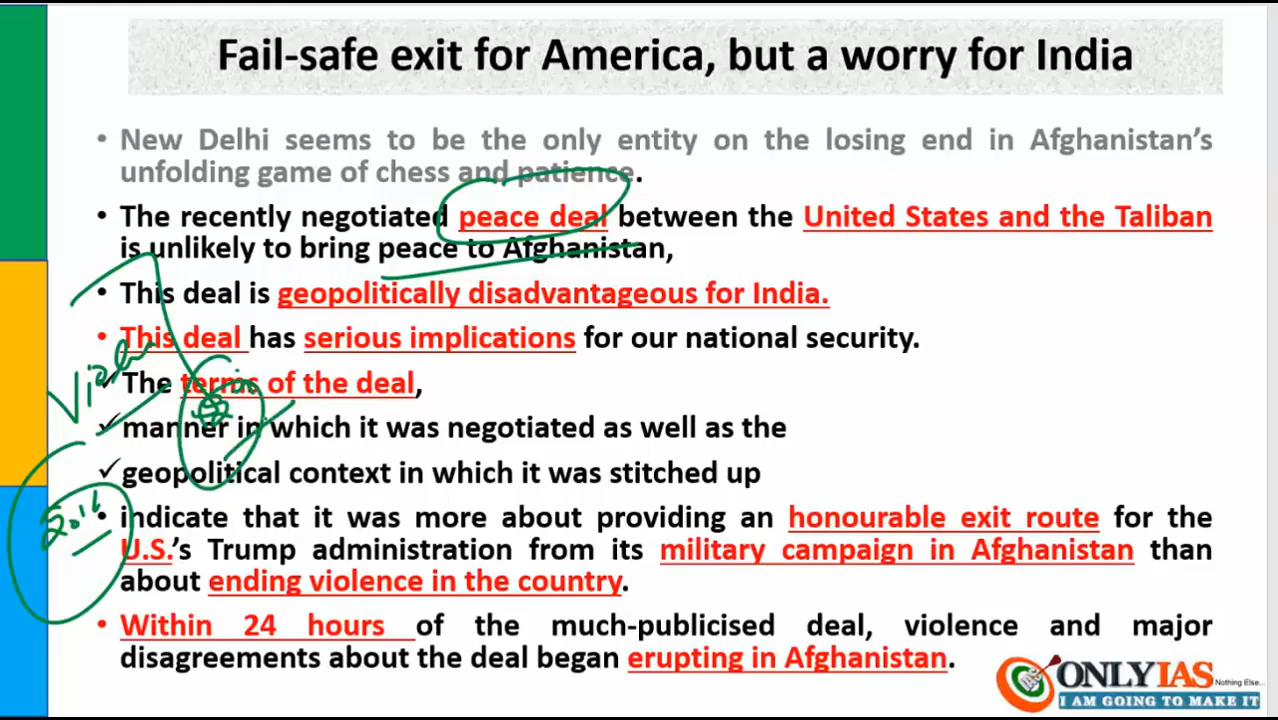 Fail-safe exit for America, but a worry for India
• New Delhi seems to be the only entity on the losing end in Afghanistan's
unfolding game of chess and patience.
• The recently negotiated peace deal between the United States and the Taliban
is unlikely to bring peace to Afghanistan,
• This deal is geopolitically disadvantageous for India.
• This deal has serious implications for our national security.
✓ The terms of the deal,
✓ manner in which it was negotiated as well as the
✓ geopolitical context in which it was stitched up
• indicate that it was more about providing an honourable exit route for the
U.S.'s Trump administration from its military campaign in Afghanistan than
about ending violence in the country.
• Within 24 hours of the much-publicised deal, violence and major
disagreements about the deal began erupting in Afghanistan.
2016
ONLY IAS
Nothing Else...
I AM GOING TO MAKE IT